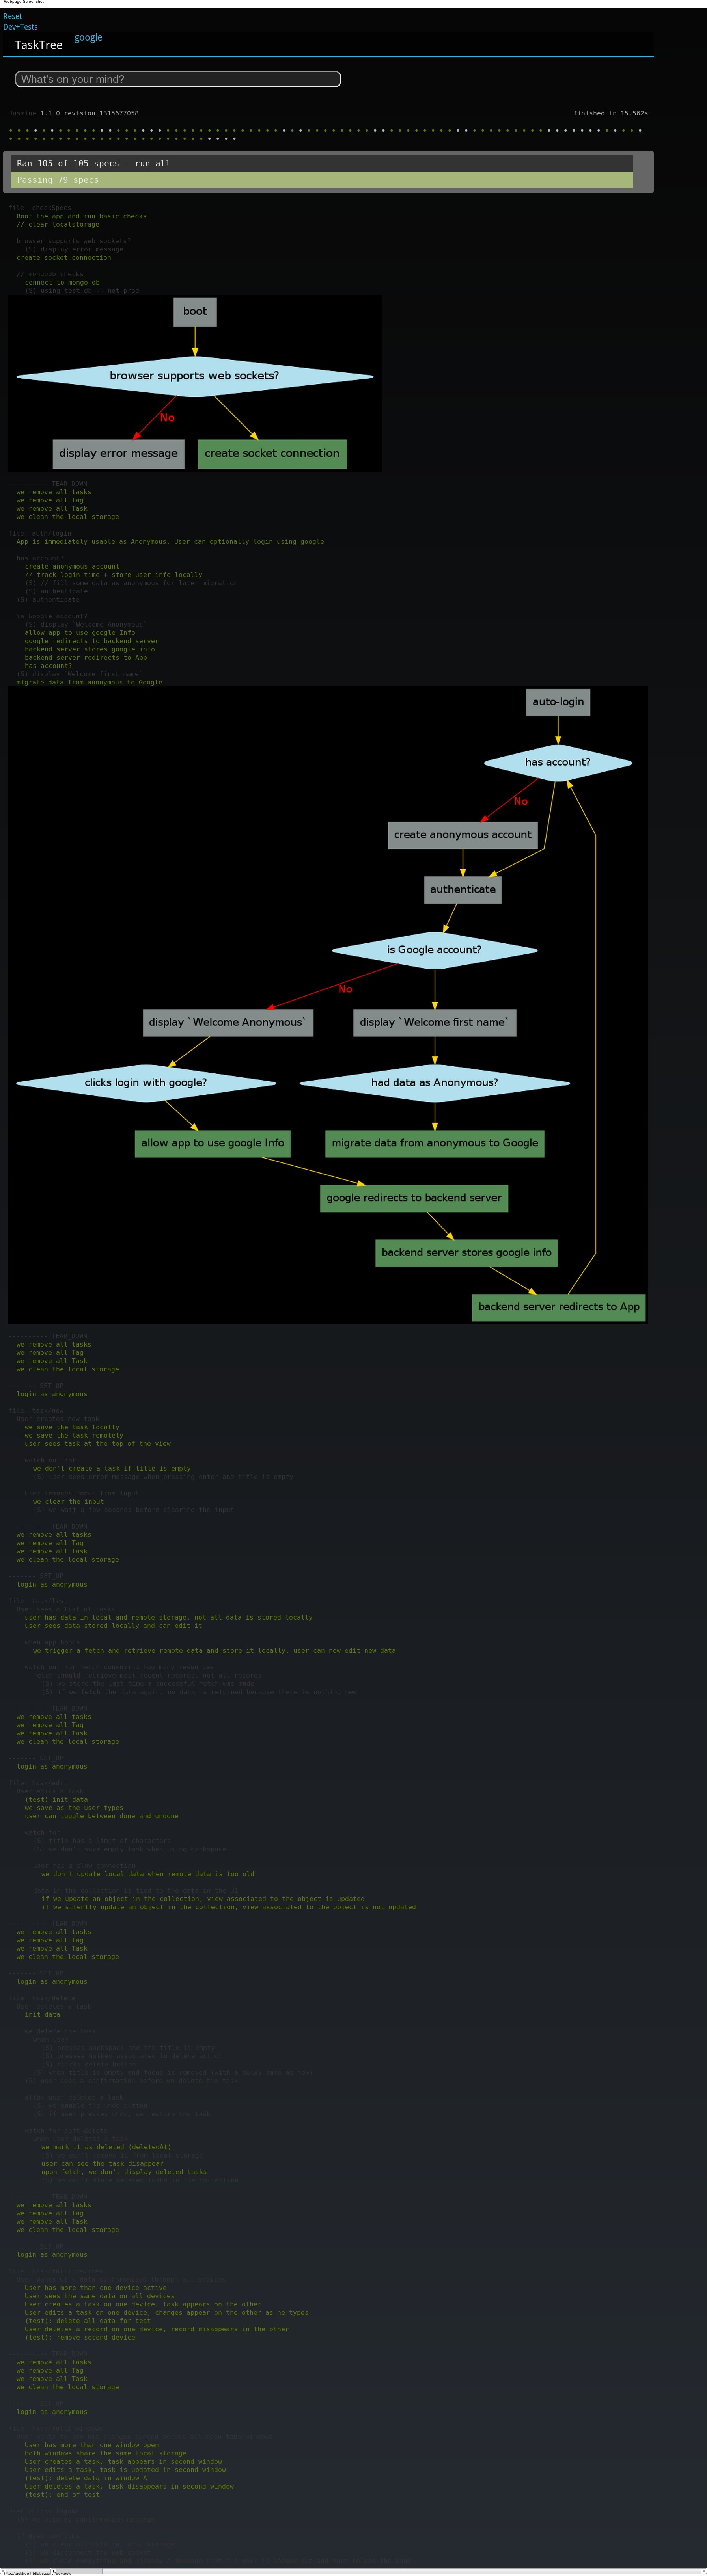 Webpage Screenshot
Reset
Dev+Tests
TaskTree google
What's on your mind?
Jasmine 1.1.0 revision 1315677058 finished in 15.562s
Ran 105 of 105 specs - run all
Passing 79 specs
file: checkSpecs
Boot the app and run basic checks
// clear localstorage
browser supports web sockets?
(S) display error message
create socket connection
// mongodb checks
connect to mongo db
(S) using test db -- not prod
boot
browser supports web sockets?
No
display error message create socket connection
---------- TEAR DOWN
we remove all tasks
we remove all Tag
we remove all Task
we clean the local storage
file: auth/login
App is immediately usable as Anonymous. User can optionally login using google
has account?
create anonymous account
// track login time + store user info locally
(S) // fill some data as anonymous for later migration
(S) authenticate
(S) authenticate
is Google account?
(S) display `Welcome Anonymous`
allow app to use google Info
google redirects to backend server
backend server stores google info
backend server redirects to App
has account?
(S) display `Welcome first name`
migrate data from anonymous to Google
auto-login
has account?
No
create anonymous account
authenticate
is Google account?
No
display `Welcome Anonymous` display `Welcome first name`
clicks login with google? had data as Anonymous?
allow app to use google Info migrate data from anonymous to Google
google redirects to backend server
backend server stores google info
backend server redirects to App
---------- TEAR DOWN
we remove all tasks
we remove all Tag
we remove all Task
we clean the local storage
SET UP
login as anonymous
file: task/new
User creates new task
we save the task locally
we save the task remotely
user sees task at the top of the view
watch out for
we don't create a task if title is empty
(S) user sees error message when pressing enter and title is empty
user removes focus from input
we clear the input
(S) we wait a few seconds before clearing the input
TEAR DOWN
we remove all tasks
we remove all Tag
we remove all Task
we clean the local storage
SET UP
login as anonymous
file: task/list
User sees a list of tasks
user has data in local and remote storage. not all data is stored locally
user sees data stored locally and can edit it
when app boots
we trigger a fetch and retrieve remota data and store it locally. user can now edit new data
TEAR DOWN
we remove all tasks
we remove all Tag
we remove all Task
we clean the local storage
SET UP
login as anonymous
file: task/edit
User edits a task
(test) init data
we save as the user types
user can toggle between done and undone
watch for
we don't update local data when remote data is too old
if we update an object in the collection, view associated to the object is updated
if we silently update an object in the collection, view associated to the object is not updated
TEAR DOWN
we remove all tasks
we remove all Tag
we remove all Task
we clean the local storage
SET UP
login as anonymous
file: task/delete
User deletes a task
init data
we mark it as deleted (deletedAt)
user can see the task disappear
upon fetch, we don't display deleted tasks
we remove all tasks
we remove all Tag
we remove all Task
we clean the local storage
login as anonymous
User has more than one device active
User sees the same data on all devices
User creates a task on one device, task appears on the other
User edits a task on one device, changes appear on the other as he types
(test): delete all data for test
User deletes a record on one device, record disappears in the other
(test): remove second device
we remove all tasks
we remove all Tag
we remove all Task
we clean the local storage
login as anonymous
User has more than one window open
Both windows share the same local storage
User creates a task, task appears in second window
User edits a task, task is updated in second window
(test): delete data in window A
User deletes a task, task disappears in second window
(test): end of test